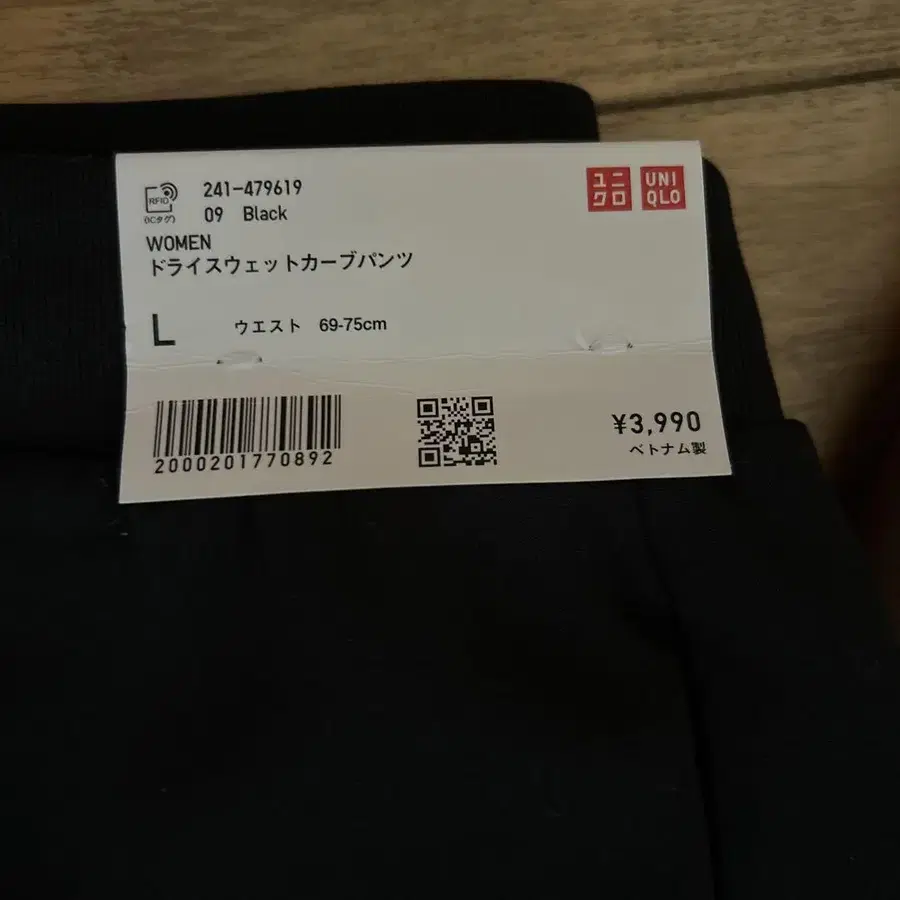 RFID
(ICタグ)
241-479619
09 Black
ユニ
クロ
UNI
QLO
WOMEN
ドライスウェットカーブパンツ
L ウエスト 69-75cm
2000201770892
¥3,990
ベトナム製